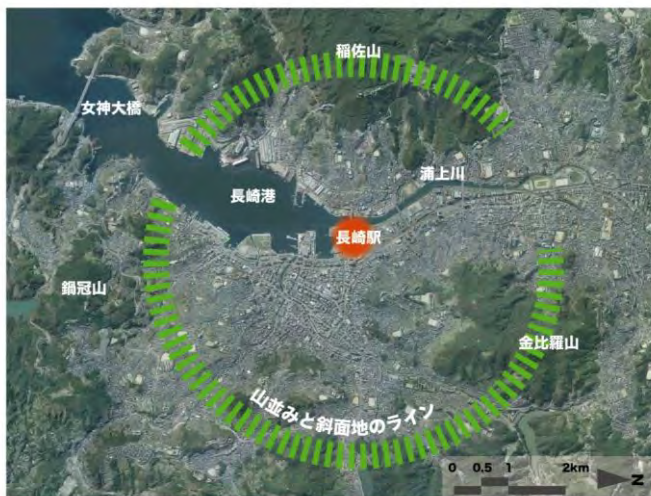 稲佐山
女神大橋
浦上川
長崎港
長崎駅
鍋冠山
金比羅山
山並みと斜面地のライン
0 0.5 1 2km
N